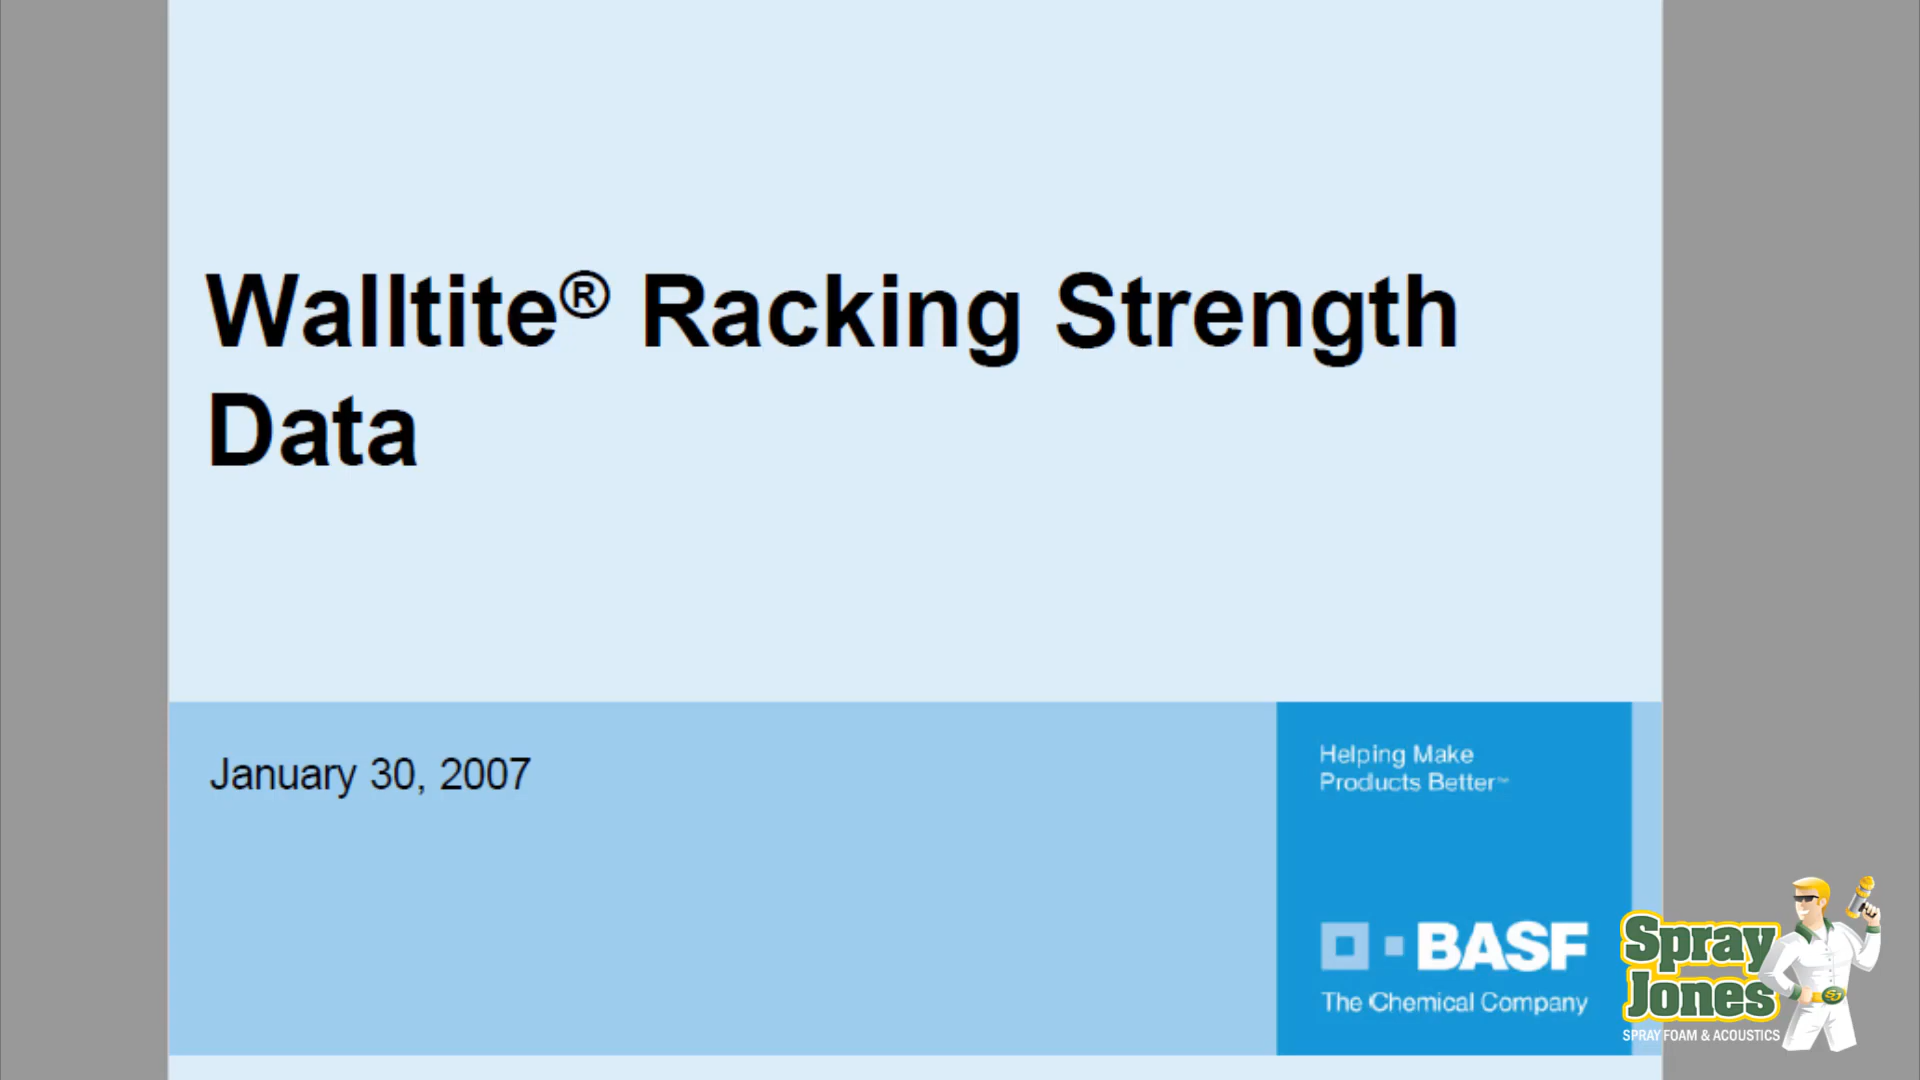 Walltite® Racking Strength
Data
January 30, 2007
Helping Make
Products Better™
BASF
The Chemical Company
Spray
Jones
SPRAY FOAM & ACOUSTICS
SJ